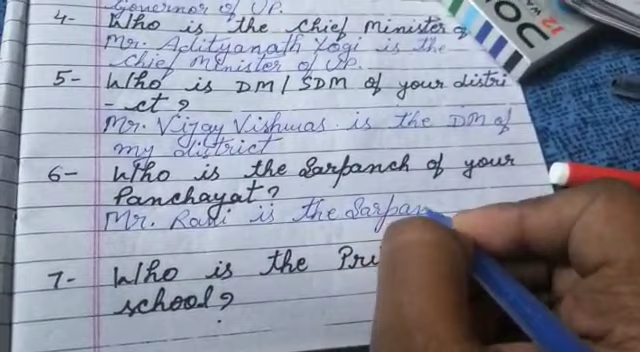 Governor of UP.
4- Who is the Chief Minister of
Mr. Adityanath Yogi is the
chief Minister of UP.
5- Who is DM/SDM of your distri
-ct?
Mr. Vijay Vishwas is the DM of
my district
6- Who is the Sarpanch of your
Panchayat?
Mr. Ravi is the Sarpan
7- Who is the Pri
school?
12 WA